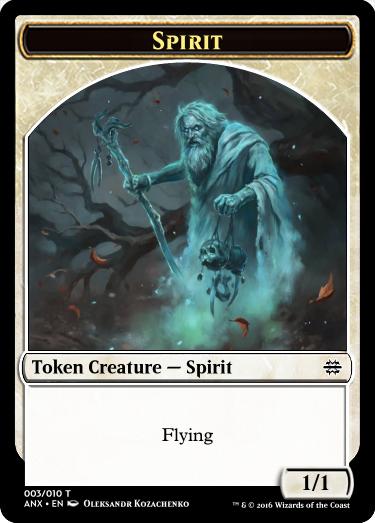 Spirit
Token Creature — Spirit
Flying
1/1
003/010 T
ANX • EN Oleksandr Kozachenko
™ & © 2016 Wizards of the Coast